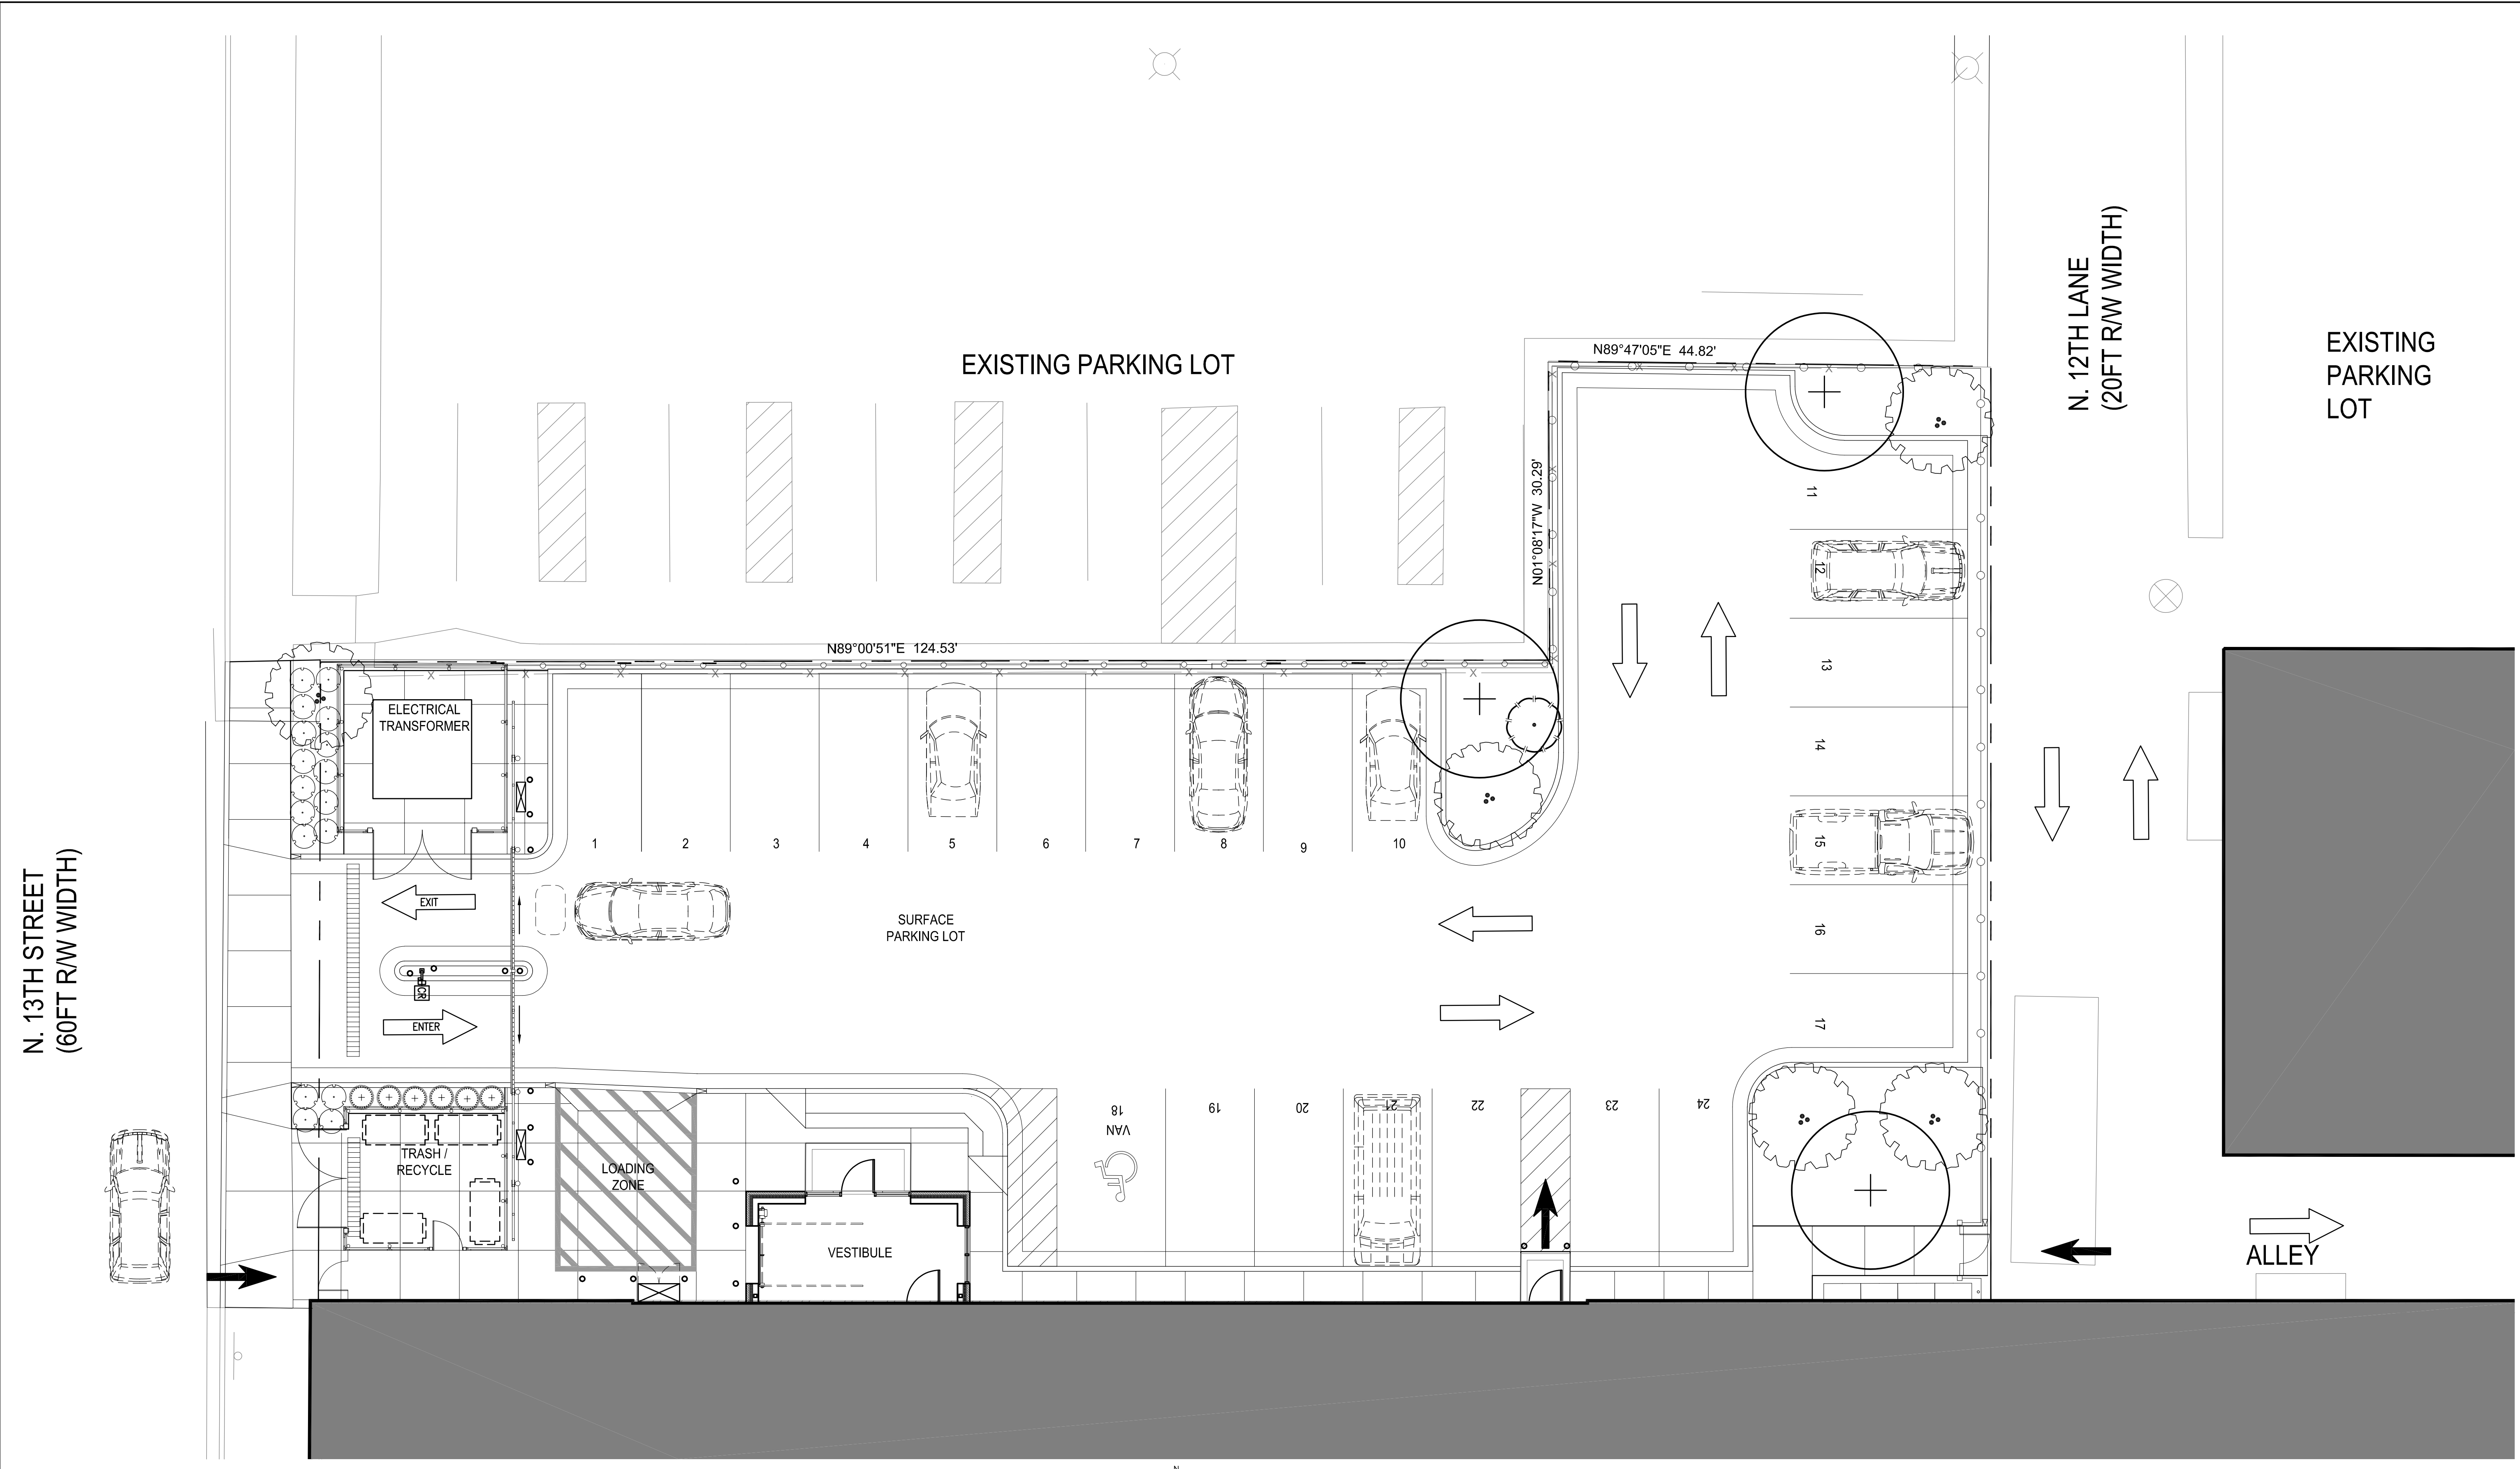 N89°47'05"E 44.82'
EXISTING PARKING LOT
N. 12TH LANE
(20FT R/W WIDTH)
EXISTING
PARKING
LOT
N01°08'17"W 30.29'
11
12
13
14
15
16
17
N89°00'51"E 124.53'
ELECTRICAL
TRANSFORMER
1
2
3
4
5
6
7
8
9
10
N. 13TH STREET
(60FT R/W WIDTH)
EXIT
SURFACE
PARKING LOT
CR
ENTER
TRASH /
RECYCLE
LOADING
ZONE
VESTIBULE
18
VAN
19
20
21
22
23
24
ALLEY
N